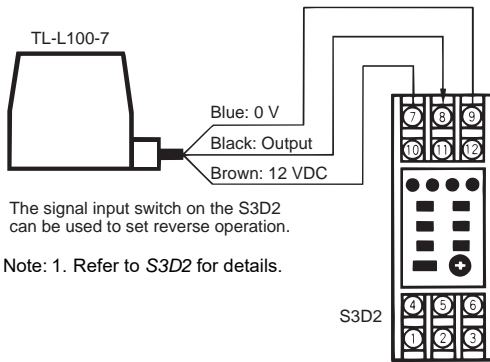 TL-L100-7
Blue: 0 V
Black: Output
Brown: 12 VDC
The signal input switch on the S3D2
can be used to set reverse operation.
Note: 1. Refer to S3D2 for details.
7 8 9
10 11 12
S3D2
4 5 6
1 2 3